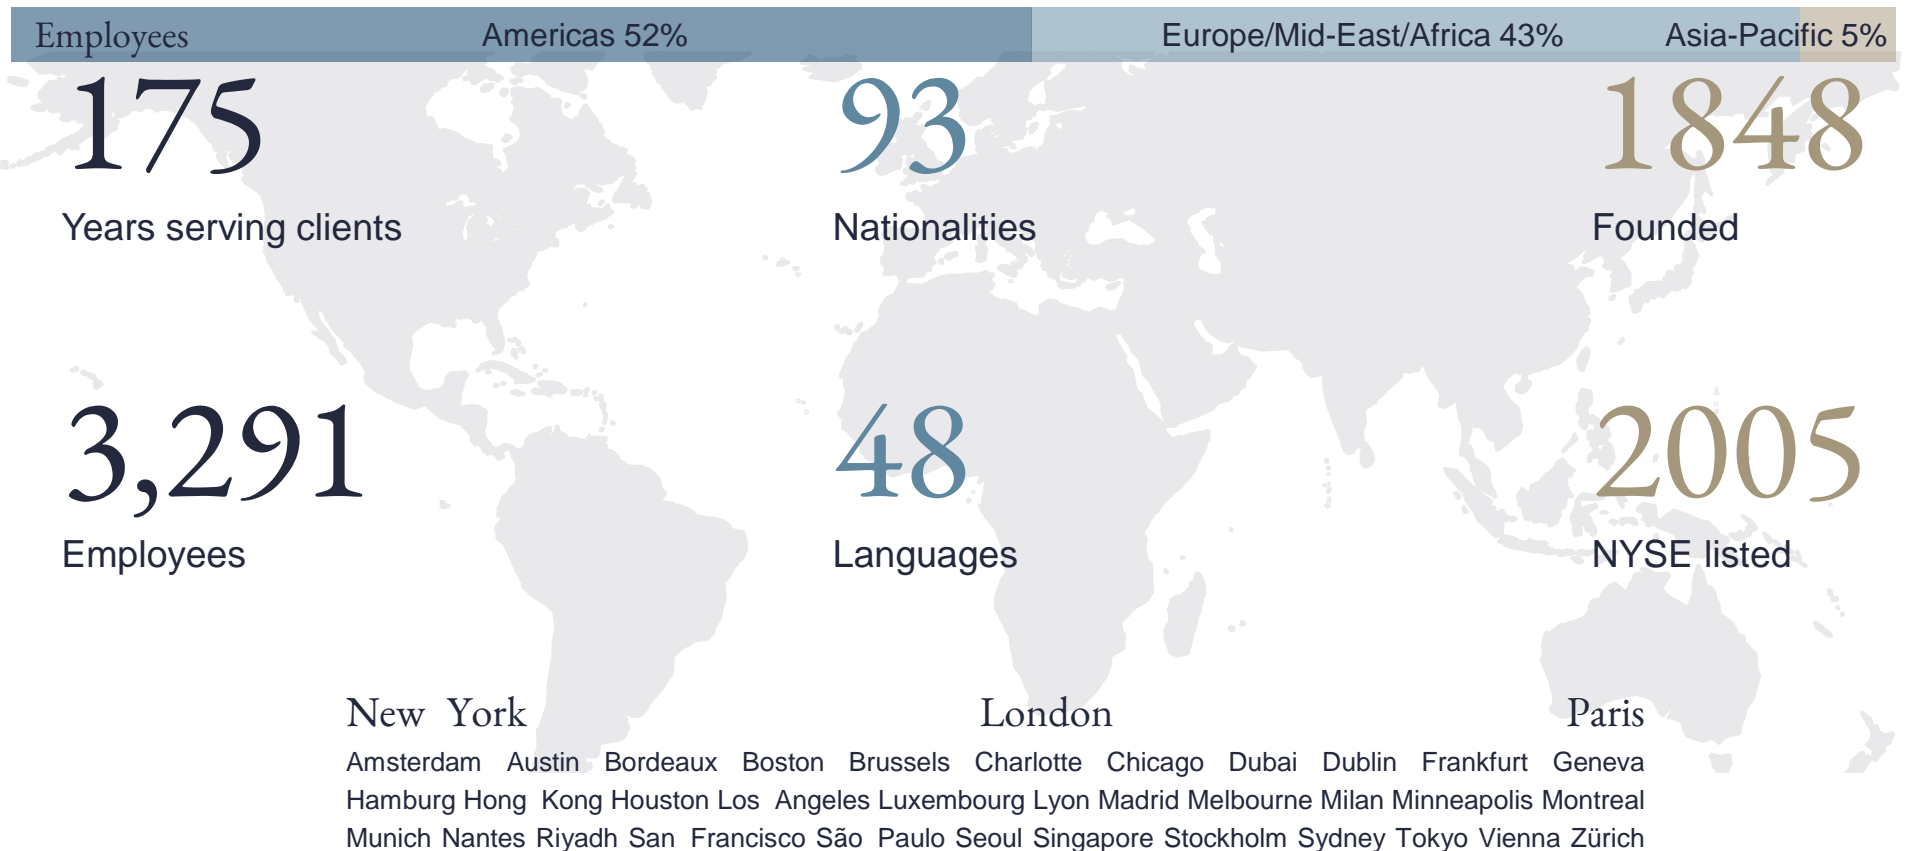 Employees Americas 52% Europe/Mid-East/Africa 43% Asia-Pacific 5%
175 93 1848
Years serving clients Nationalities Founded
3,291 48 2005
Employees Languages NYSE listed
New York London Paris
Amsterdam Austin Bordeaux Boston Brussels Charlotte Chicago Dubai Dublin Frankfurt Geneva
Hamburg Hong Kong Houston Los Angeles Luxembourg Lyon Madrid Melbourne Milan Minneapolis Montreal
Munich Nantes Riyadh San Francisco São Paulo Seoul Singapore Stockholm Sydney Tokyo Vienna Zürich